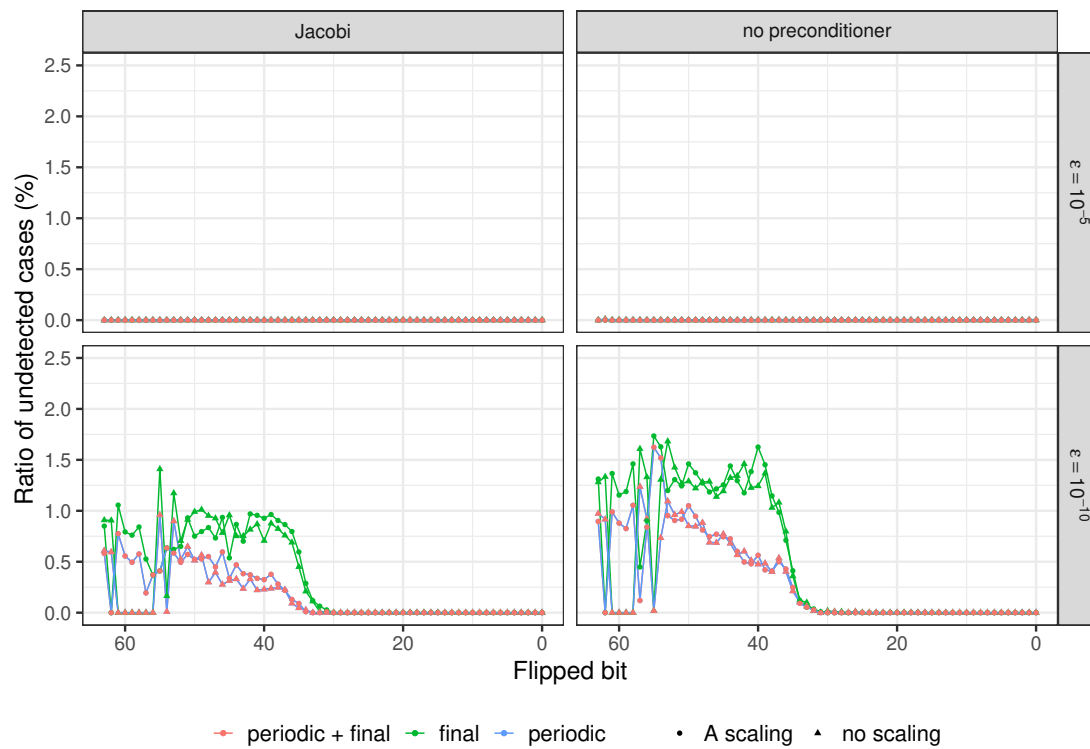 Jacobi
no preconditioner
Ratio of undetected cases (%)
2.5
2.0
1.5
1.0
0.5
0.0
ε = 10⁻⁵
2.5
2.0
1.5
1.0
0.5
0.0
ε = 10⁻¹⁰
60 40 20 0
60 40 20 0
Flipped bit
periodic + final final periodic A scaling no scaling